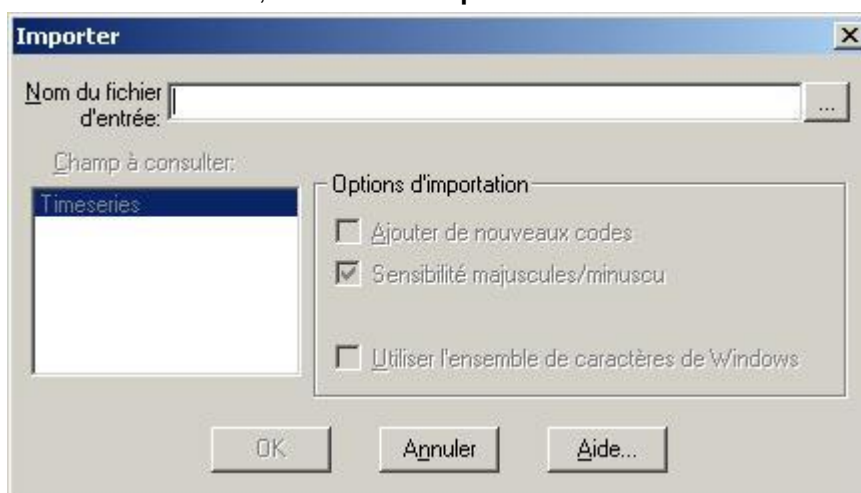 Importer
Nom du fichier
d'entrée:
...
Champ à consulter:
Timeseries
Options d'importation
Ajouter de nouveaux codes
Sensibilité majuscules/minuscu
Utiliser l'ensemble de caractères de Windows
OK
Annuler
Aide...